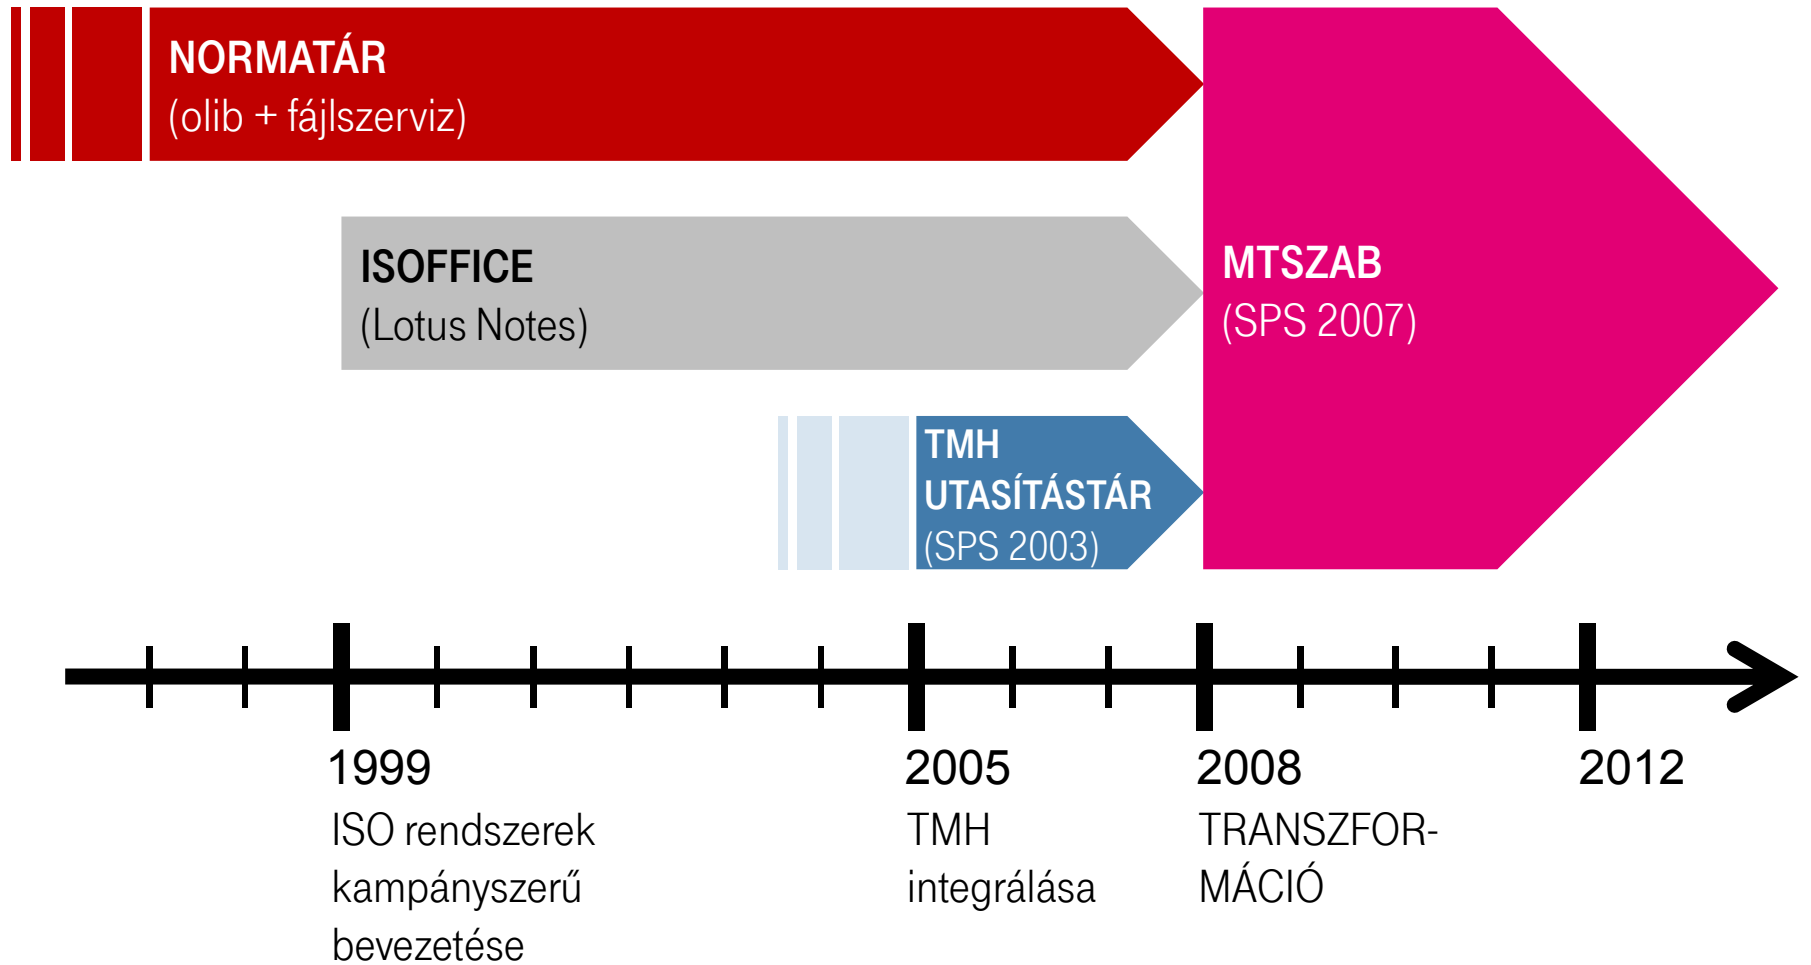 NORMATÁR
(olib + fájlszerviz)
ISOFFICE
(Lotus Notes)
MTSZAB
(SPS 2007)
TMH
UTASÍTÁSTÁR
(SPS 2003)
1999
ISO rendszerek
kampányszerű
bevezetése
2005
TMH
integrálása
2008
TRANSZFOR-
MÁCIÓ
2012